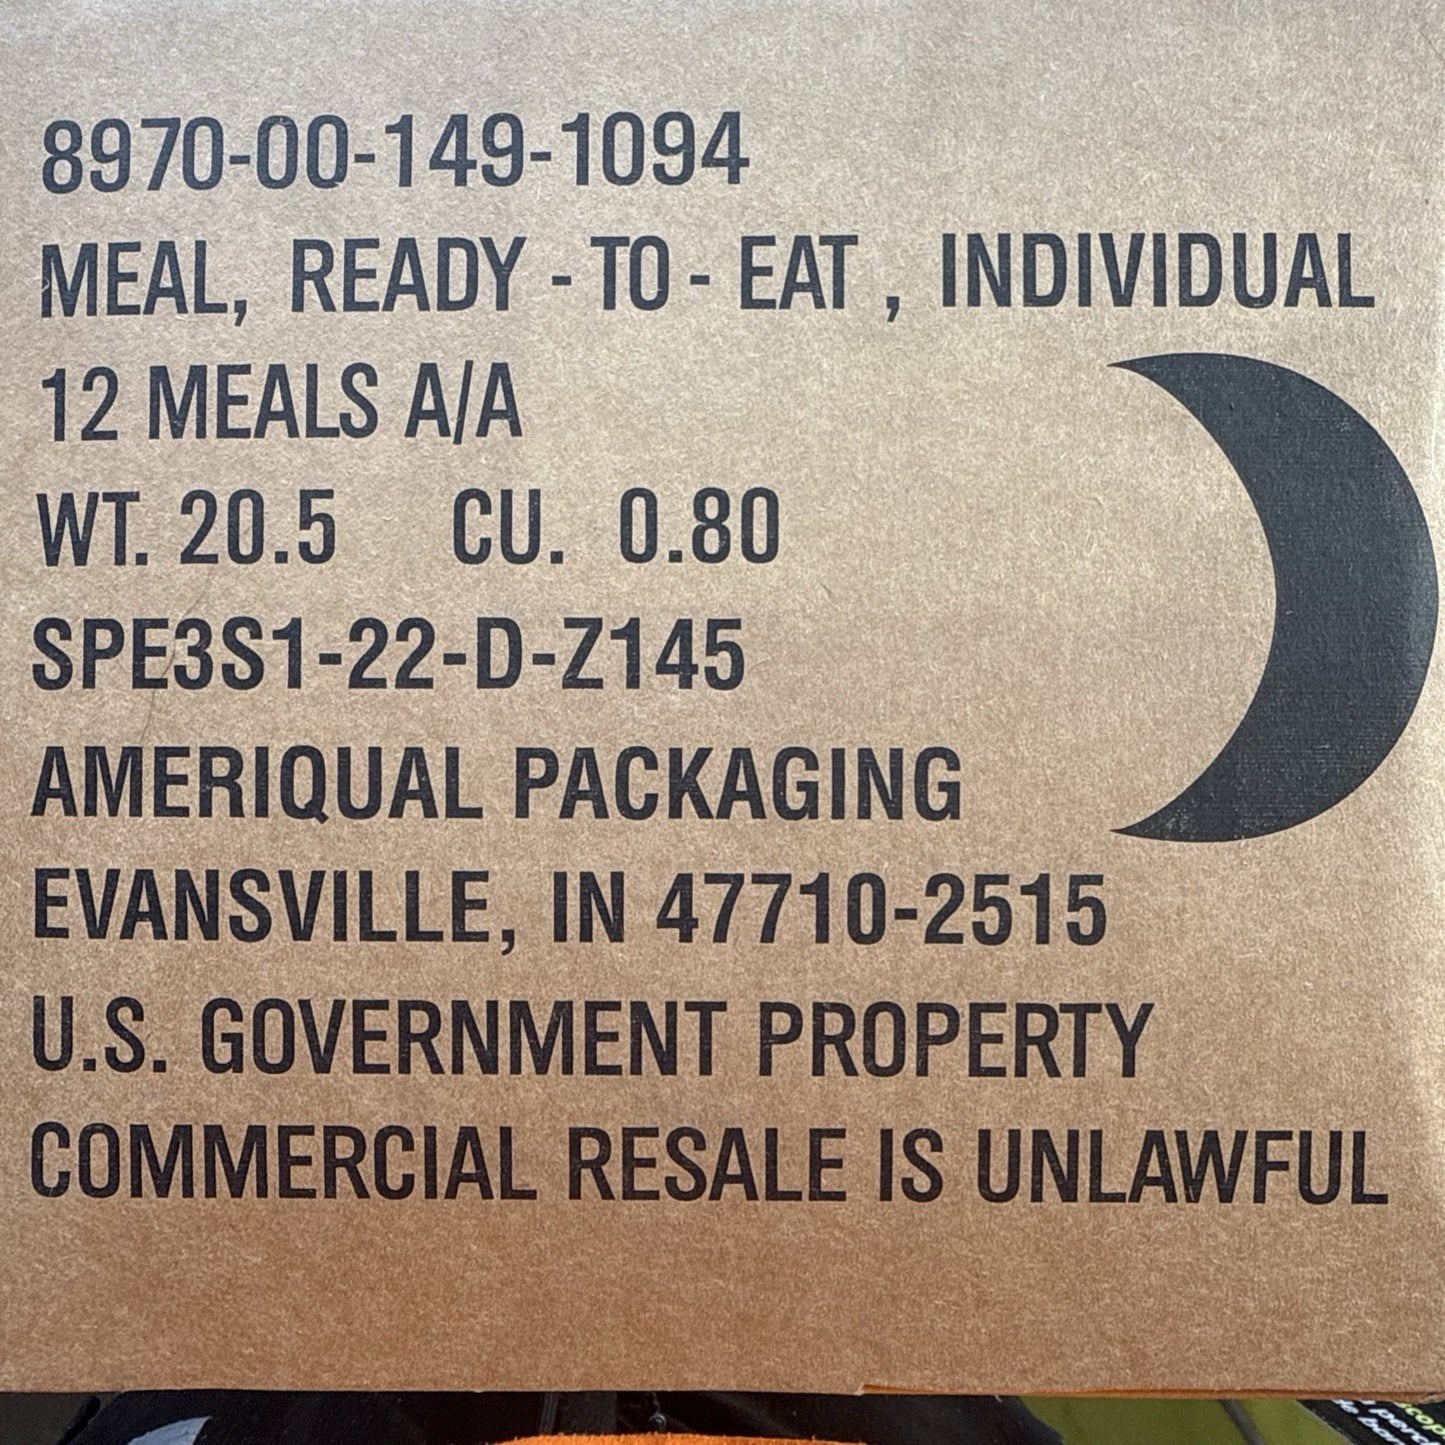 8970-00-149-1094
MEAL, READY - TO - EAT , INDIVIDUAL
12 MEALS A/A
WT. 20.5 CU. 0.80
SPE3S1-22-D-Z145
AMERIQUAL PACKAGING
EVANSVILLE, IN 47710-2515
U.S. GOVERNMENT PROPERTY
COMMERCIAL RESALE IS UNLAWFUL